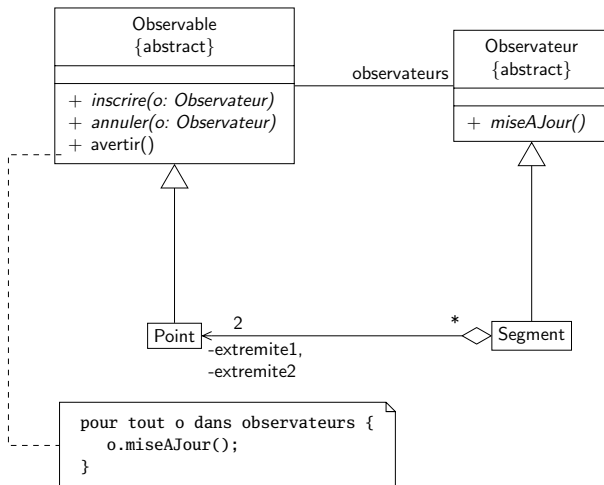 Observable
{abstract}
+ inscrire(o: Observateur)
+ annuler(o: Observateur)
+ avertir()
observateurs
Observateur
{abstract}
+ miseAJour()
Point
2
-extremite1,
-extremite2
*
Segment
pour tout o dans observateurs {
o.miseAJour();
}